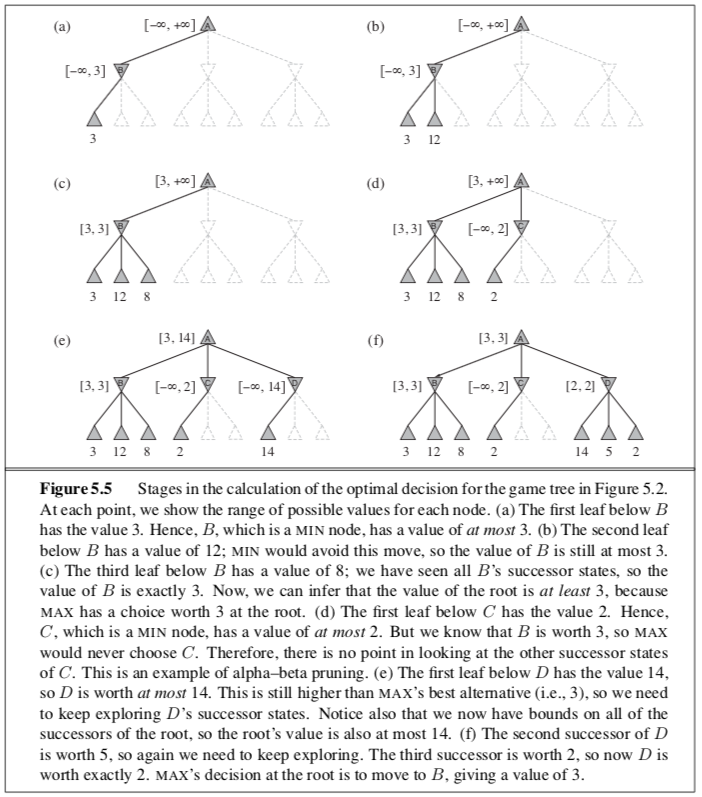 (a) [−∞, +∞] A
[−∞, 3] B
3
(b) [−∞, +∞] A
[−∞, 3] B
3 12
(c) [3, +∞] A
[3, 3] B
3 12 8
(d) [3, +∞] A
[3, 3] B [−∞, 2] C
3 12 8 2
(e) [3, 14] A
[3, 3] B [−∞, 2] C [−∞, 14] D
3 12 8 2 14
(f) [3, 3] A
[3, 3] B [−∞, 2] C [2, 2] D
3 12 8 2 14 5 2
Figure 5.5 Stages in the calculation of the optimal decision for the game tree in Figure 5.2.
At each point, we show the range of possible values for each node. (a) The first leaf below B
has the value 3. Hence, B, which is a MIN node, has a value of at most 3. (b) The second leaf
below B has a value of 12; MIN would avoid this move, so the value of B is still at most 3.
(c) The third leaf below B has a value of 8; we have seen all B's successor states, so the
value of B is exactly 3. Now, we can infer that the value of the root is at least 3, because
MAX has a choice worth 3 at the root. (d) The first leaf below C has the value 2. Hence,
C, which is a MIN node, has a value of at most 2. But we know that B is worth 3, so MAX
would never choose C. Therefore, there is no point in looking at the other successor states
of C. This is an example of alpha–beta pruning. (e) The first leaf below D has the value 14,
so D is worth at most 14. This is still higher than MAX's best alternative (i.e., 3), so we need
to keep exploring D's successor states. Notice also that we now have bounds on all of the
successors of the root, so the root's value is also at most 14. (f) The second successor of D
is worth 5, so again we need to keep exploring. The third successor is worth 2, so now D is
worth exactly 2. MAX's decision at the root is to move to B, giving a value of 3.